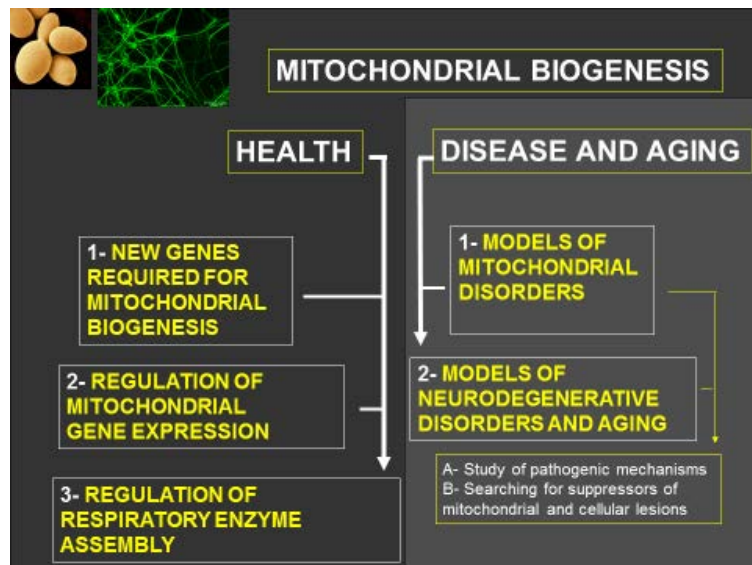 MITOCHONDRIAL BIOGENESIS
HEALTH
1- NEW GENES
REQUIRED FOR
MITOCHONDRIAL
BIOGENESIS
2- REGULATION OF
MITOCHONDRIAL
GENE EXPRESSION
3- REGULATION OF
RESPIRATORY ENZYME
ASSEMBLY
DISEASE AND AGING
1- MODELS OF
MITOCHONDRIAL
DISORDERS
2- MODELS OF
NEURODEGENERATIVE
DISORDERS AND AGING
A- Study of pathogenic mechanisms
B- Searching for suppressors of
mitochondrial and cellular lesions